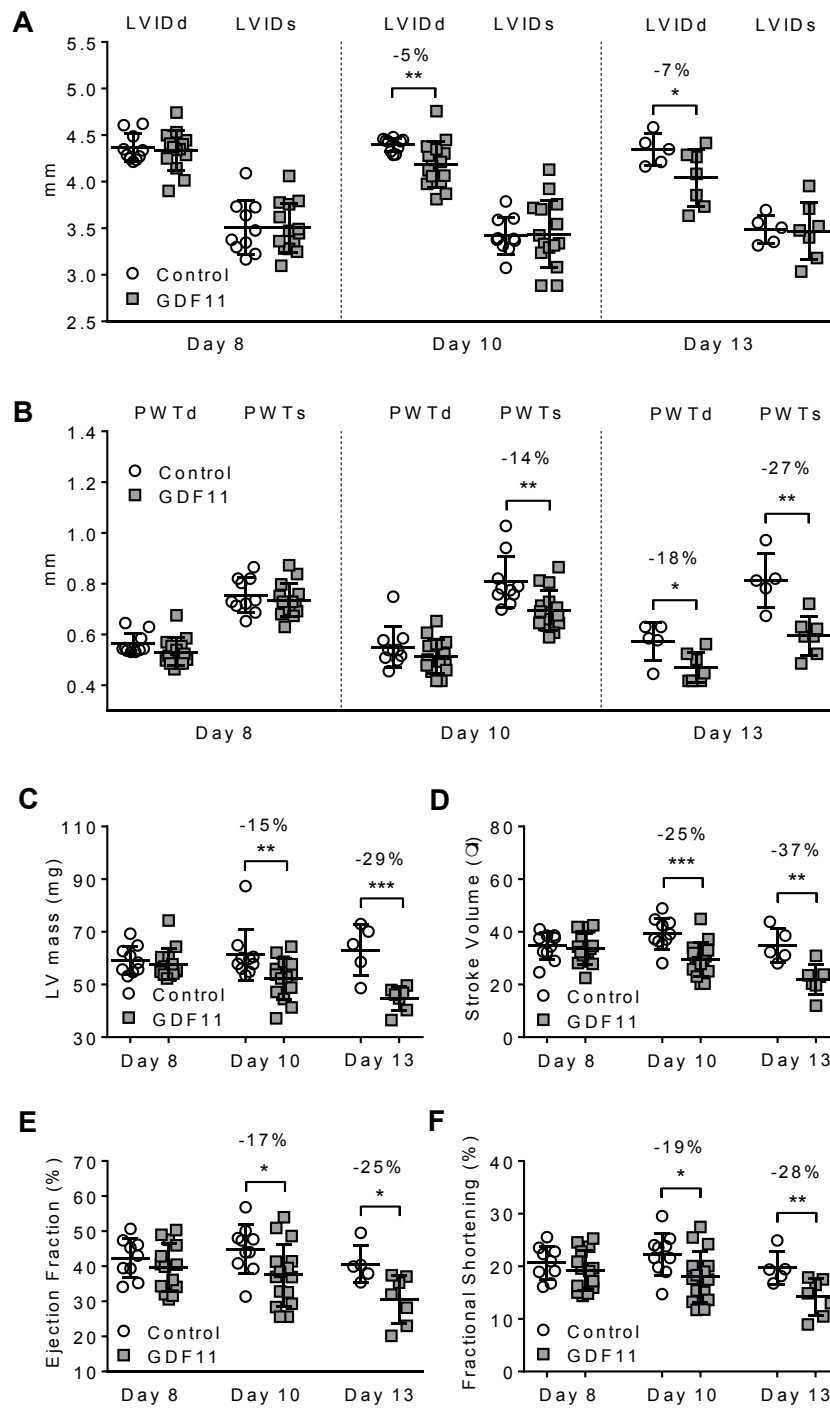 A
LVIDd LVIDs LVIDd LVIDs LVIDd LVIDs
-5% -7%
** *
5.5
5.0
4.5
4.0
3.5
3.0
2.5
mm
Control
GDF11
Day 8 Day 10 Day 13
B
PWTd PWTs PWTd PWTs PWTd PWTs
-14% -27%
** **
-18%
*
1.4
1.2
1.0
0.8
0.6
0.4
mm
Control
GDF11
Day 8 Day 10 Day 13
C
-15% -29%
** ***
110
90
70
50
30
LV mass (mg)
Control
GDF11
Day 8 Day 10 Day 13
D
-25% -37%
*** **
80
60
40
20
0
Stroke Volume (
Control
GDF11
Day 8 Day 10 Day 13
E
-17% -25%
* *
70
60
50
40
30
20
10
Ejection Fraction (%)
Control
GDF11
Day 8 Day 10 Day 13
F
-19% -28%
* **
40
30
20
10
0
Fractional Shortening (%)
Control
GDF11
Day 8 Day 10 Day 13